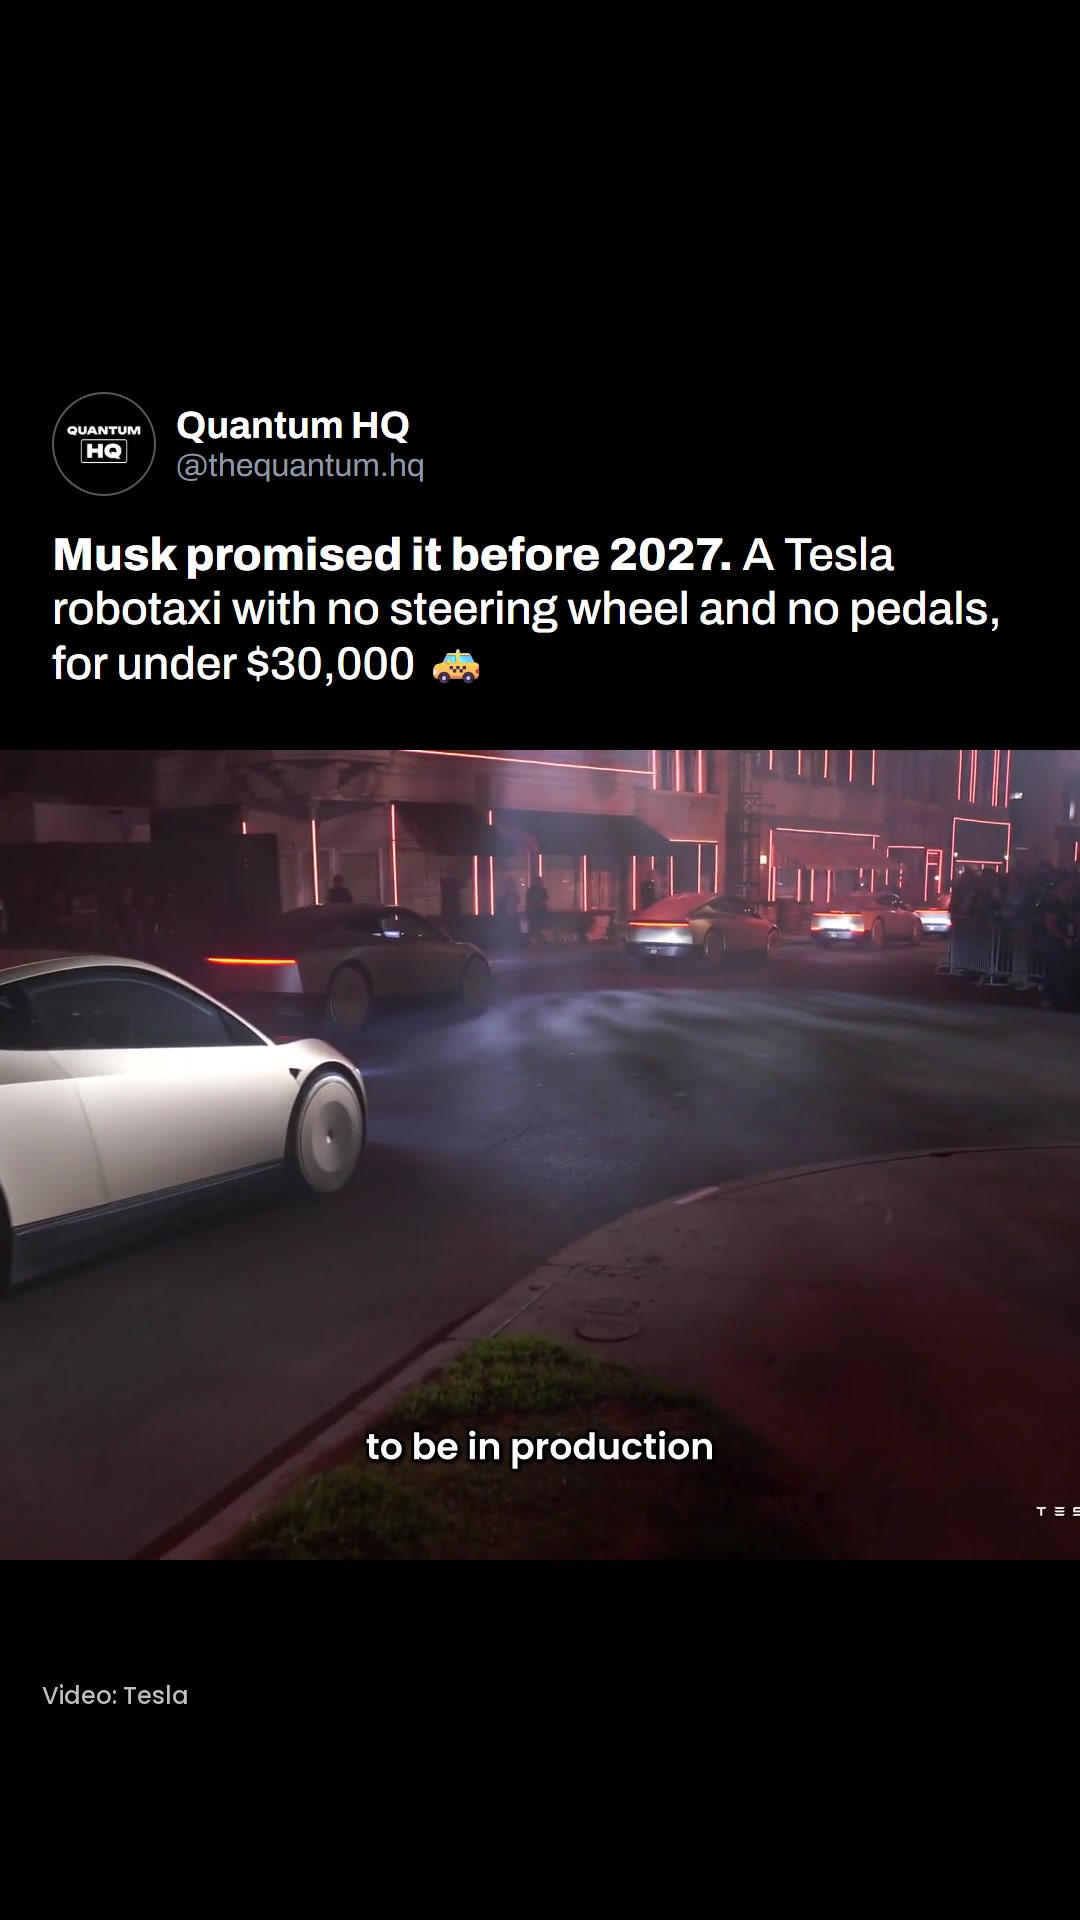 QUANTUM
HQ
Quantum HQ
@thequantum.hq
Musk promised it before 2027. A Tesla
robotaxi with no steering wheel and no pedals,
for under $30,000 🚕
to be in production
TES
Video: Tesla